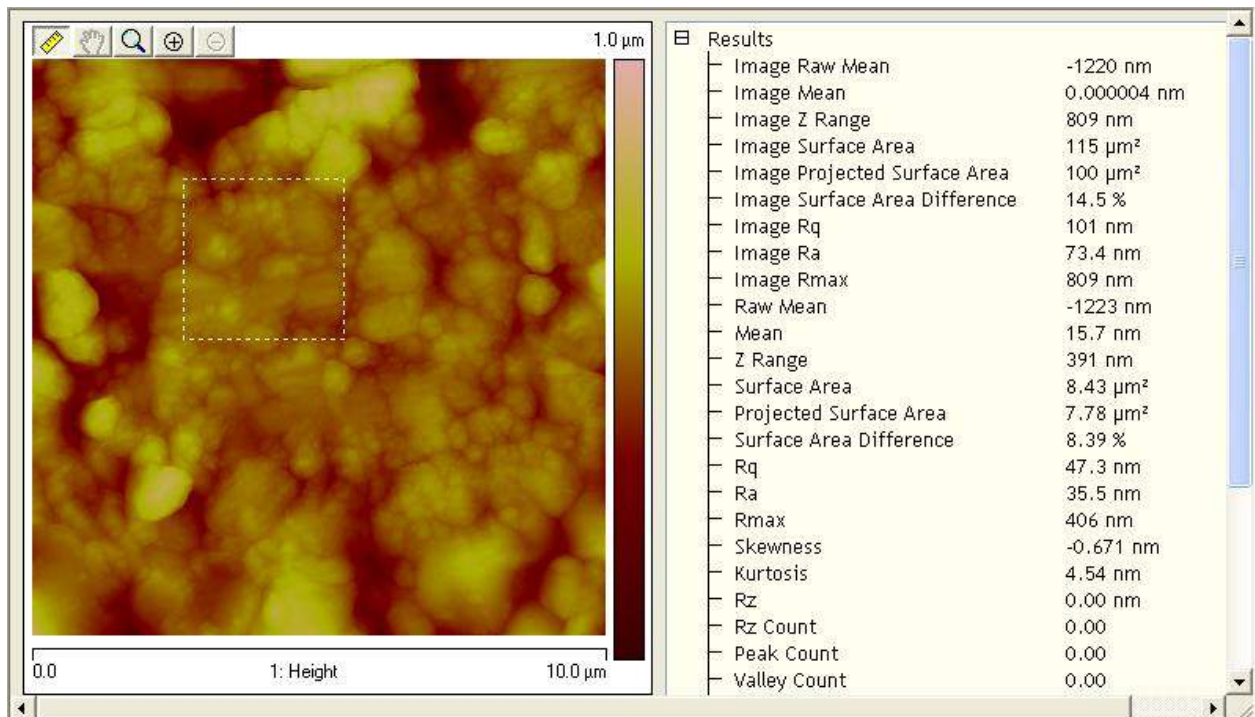 1.0 µm
0.0 1: Height 10.0 µm
Results
Image Raw Mean -1220 nm
Image Mean 0.000004 nm
Image Z Range 809 nm
Image Surface Area 115 µm²
Image Projected Surface Area 100 µm²
Image Surface Area Difference 14.5 %
Image Rq 101 nm
Image Ra 73.4 nm
Image Rmax 809 nm
Raw Mean -1223 nm
Mean 15.7 nm
Z Range 391 nm
Surface Area 8.43 µm²
Projected Surface Area 7.78 µm²
Surface Area Difference 8.39 %
Rq 47.3 nm
Ra 35.5 nm
Rmax 406 nm
Skewness -0.671 nm
Kurtosis 4.54 nm
Rz 0.00 nm
Rz Count 0.00
Peak Count 0.00
Valley Count 0.00